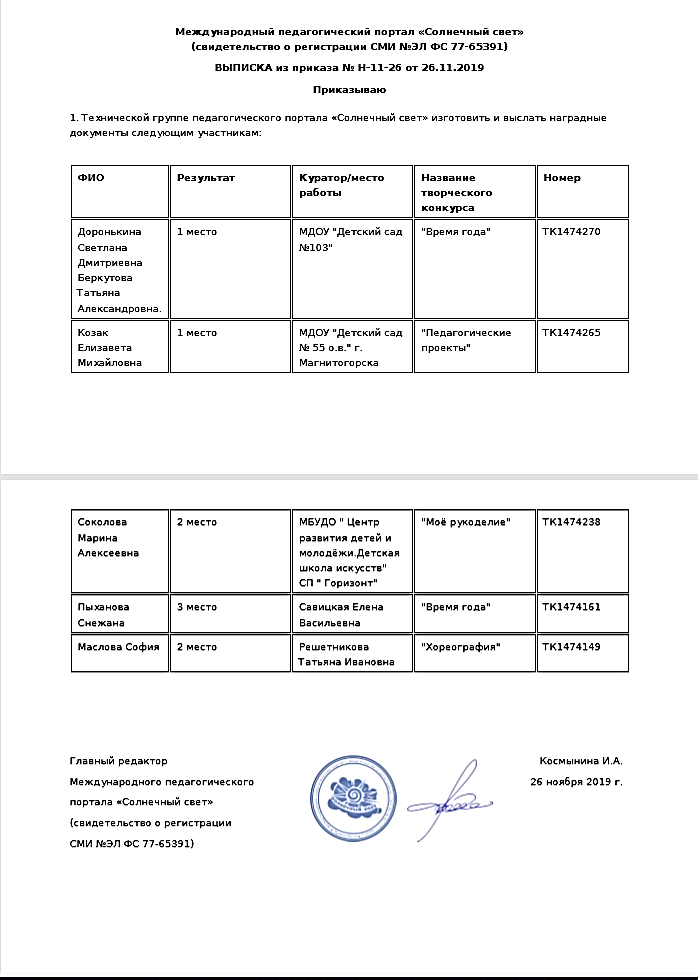 Международный педагогический портал «Солнечный свет»
(свидетельство о регистрации СМИ №ЭЛ ФС 77-65391)
ВЫПИСКА из приказа № Н-11-26 от 26.11.2019
Приказываю
1. Технической группе педагогического портала «Солнечный свет» изготовить и выслать наградные
документы следующим участникам:
ФИО
Результат
Куратор/место
работы
Название
творческого
конкурса
Номер
Доронькина
Светлана
Дмитриевна
Беркутова
Татьяна
Александровна.
1 место
МДОУ "Детский сад
№103"
"Время года"
ТК1474270
Козак
Елизавета
Михайловна
1 место
МДОУ "Детский сад
№ 55 о.в." г.
Магнитогорска
"Педагогические
проекты"
ТК1474265
Соколова
Марина
Алексеевна
2 место
МБУДО " Центр
развития детей и
молодёжи.Детская
школа искусств"
СП " Горизонт"
"Моё рукоделие"
ТК1474238
Пыханова
Снежана
3 место
Савицкая Елена
Васильевна
"Время года"
ТК1474161
Маслова София
2 место
Решетникова
Татьяна Ивановна
"Хореография"
ТК1474149
Главный редактор
Международного педагогического
портала «Солнечный свет»
(свидетельство о регистрации
СМИ №ЭЛ ФС 77-65391)
Космынина И.А.
26 ноября 2019 г.